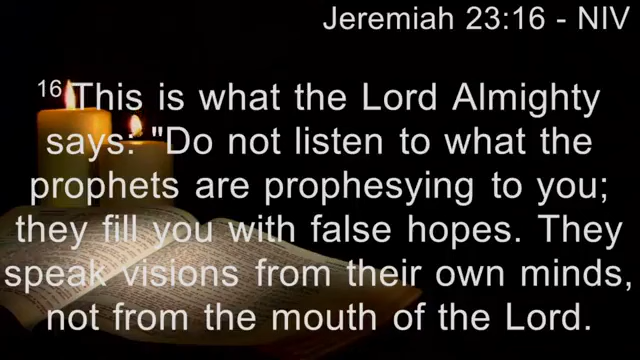 Jeremiah 23:16 - NIV
16 This is what the Lord Almighty
says: "Do not listen to what the
prophets are prophesying to you;
they fill you with false hopes. They
speak visions from their own minds,
not from the mouth of the Lord.